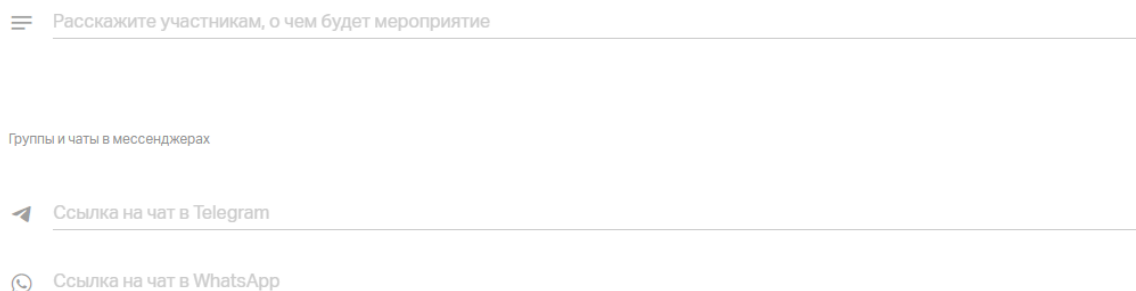 Расскажите участникам, о чем будет мероприятие
Группы и чаты в мессенджерах
Ссылка на чат в Telegram
Ссылка на чат в WhatsApp